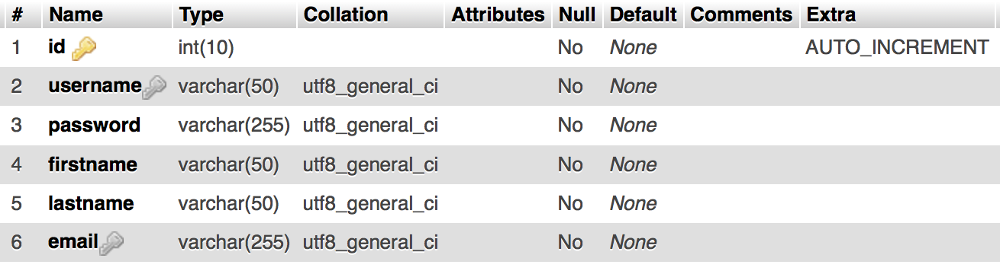 # Name Type Collation Attributes Null Default Comments Extra
1 id int(10) No None AUTO_INCREMENT
2 username varchar(50) utf8_general_ci No None
3 password varchar(255) utf8_general_ci No None
4 firstname varchar(50) utf8_general_ci No None
5 lastname varchar(50) utf8_general_ci No None
6 email varchar(255) utf8_general_ci No None